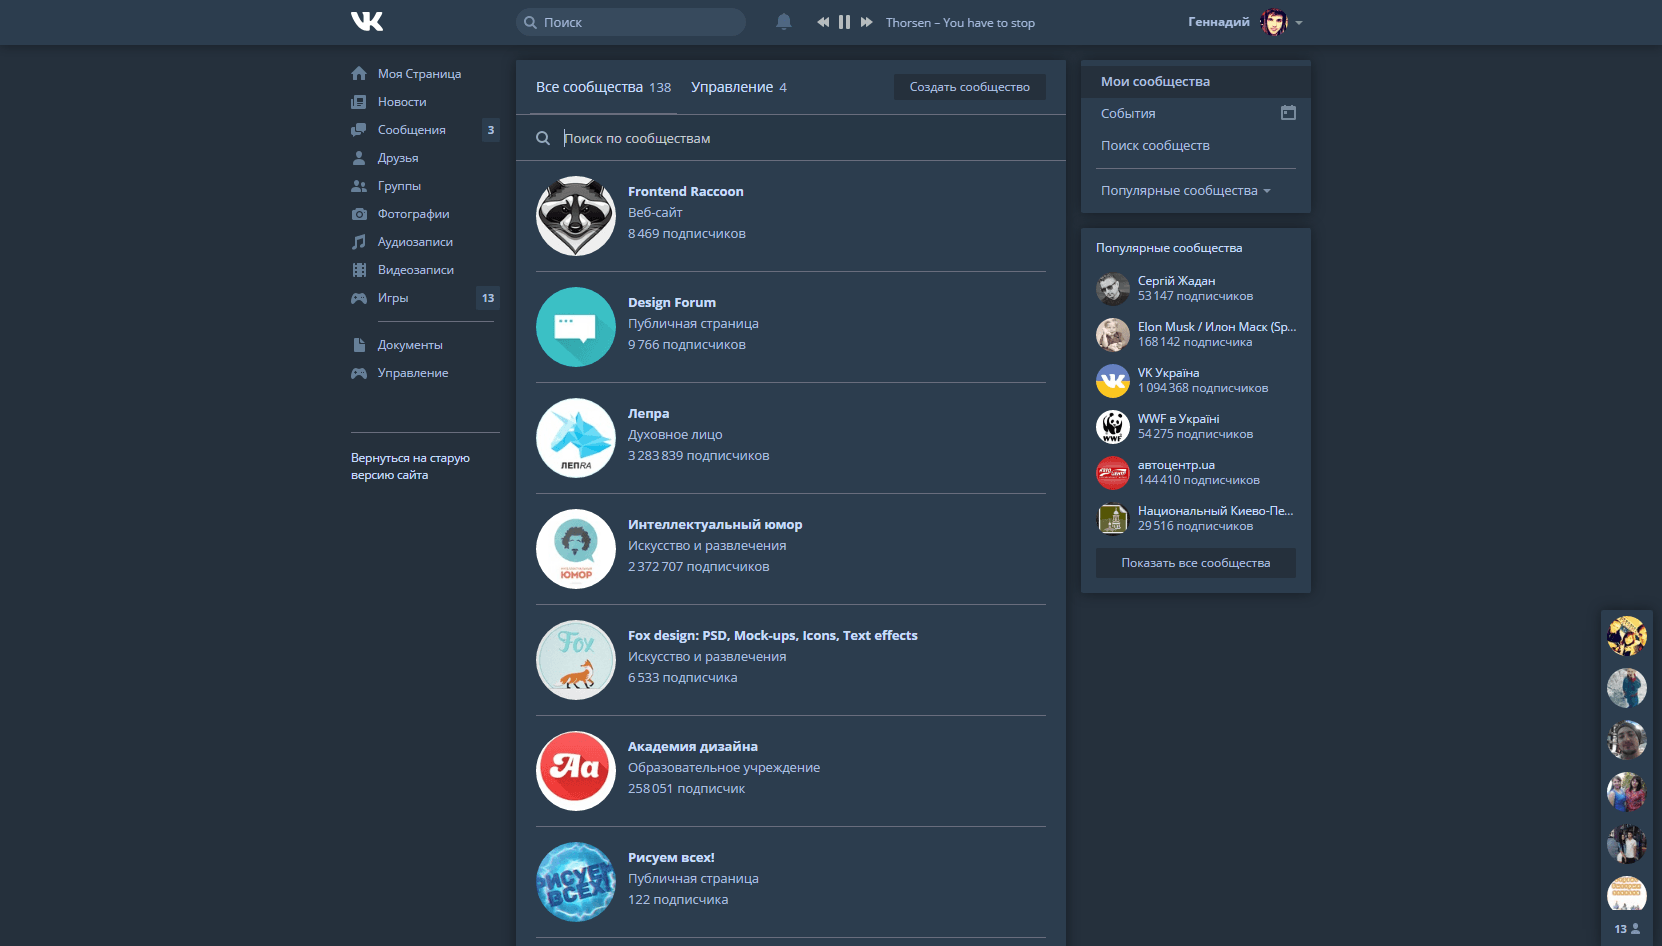 Поиск
Thorsen – You have to stop
Геннадий
Моя Страница
Новости
Сообщения 3
Друзья
Группы
Фотографии
Аудиозаписи
Видеозаписи
Игры 13
Документы
Управление
Вернуться на старую
версию сайта
Все сообщества 138 Управление 4 Создать сообщество
Поиск по сообществам
Frontend Raccoon
Веб-сайт
8 469 подписчиков
Design Forum
Публичная страница
9 766 подписчиков
ЛЕПRA
Лепра
Духовное лицо
3 283 839 подписчиков
ЮМОР
Интеллектуальный юмор
Искусство и развлечения
2 372 707 подписчиков
Fox
Fox design: PSD, Mock-ups, Icons, Text effects
Искусство и развлечения
6 533 подписчика
Aa
Академия дизайна
Образовательное учреждение
258 051 подписчик
РИСУЕМ
ВСЕХ!
Рисуем всех!
Публичная страница
122 подписчика
Мои сообщества
События
Поиск сообществ
Популярные сообщества
Популярные сообщества
Сергій Жадан
53 147 подписчиков
Elon Musk / Илон Маск (Sp...
168 142 подписчика
VK Україна
1 094 368 подписчиков
WWF
WWF в Україні
54 275 подписчиков
автоцентр.ua
144 410 подписчиков
Национальный Киево-Пе...
29 516 подписчиков
Показать все сообщества
13